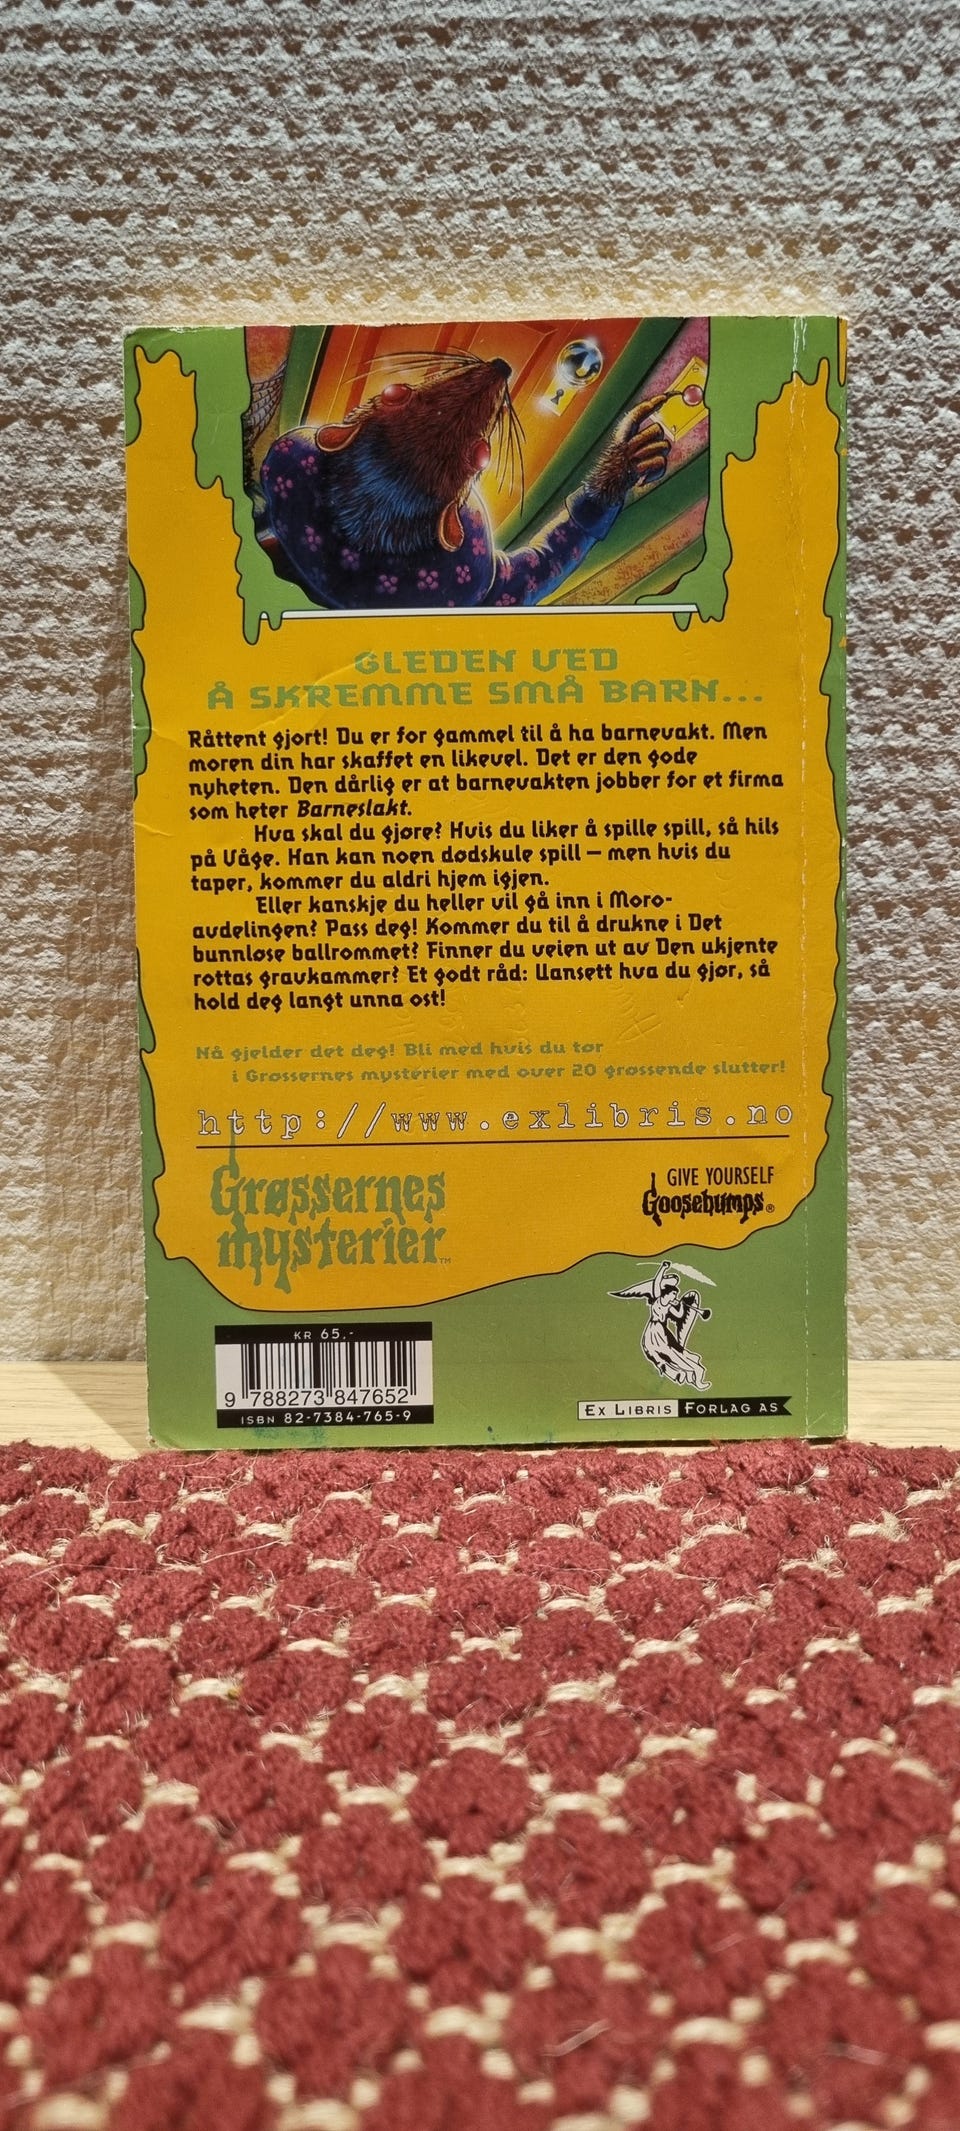 GLEDEN VED
Å SKREMME SMÅ BARN...
Råttent gjort! Du er for gammel til å ha barnevakt. Men
moren din har skaffet en likevel. Det er den gode
nyheten. Den dårlig er at barnevakten jobber for et firma
som heter Barneslakt.
Hva skal du gjøre? Hvis du liker å spille spill, så hils
på Våge. Han kan noen dødskule spill – men hvis du
taper, kommer du aldri hjem igjen.
Eller kanskje du heller vil gå inn i Moro-
avdelingen? Pass deg! Kommer du til å drukne i Det
bunnløse ballrommet? Finner du veien ut av Den ukjente
rottas gravkammer? Et godt råd: Uansett hva du gjør, så
hold deg langt unna ost!
Nå gjelder det deg! Bli med hvis du tør
i Grøssernes mysterier med over 20 grøssende slutter!
http://www.exlibris.no
Grøssernes
mysterier™
GIVE YOURSELF
Goosebumps®
KR 65,-
9 788273 847652
ISBN 82-7384-765-9
EX LIBRIS FORLAG AS